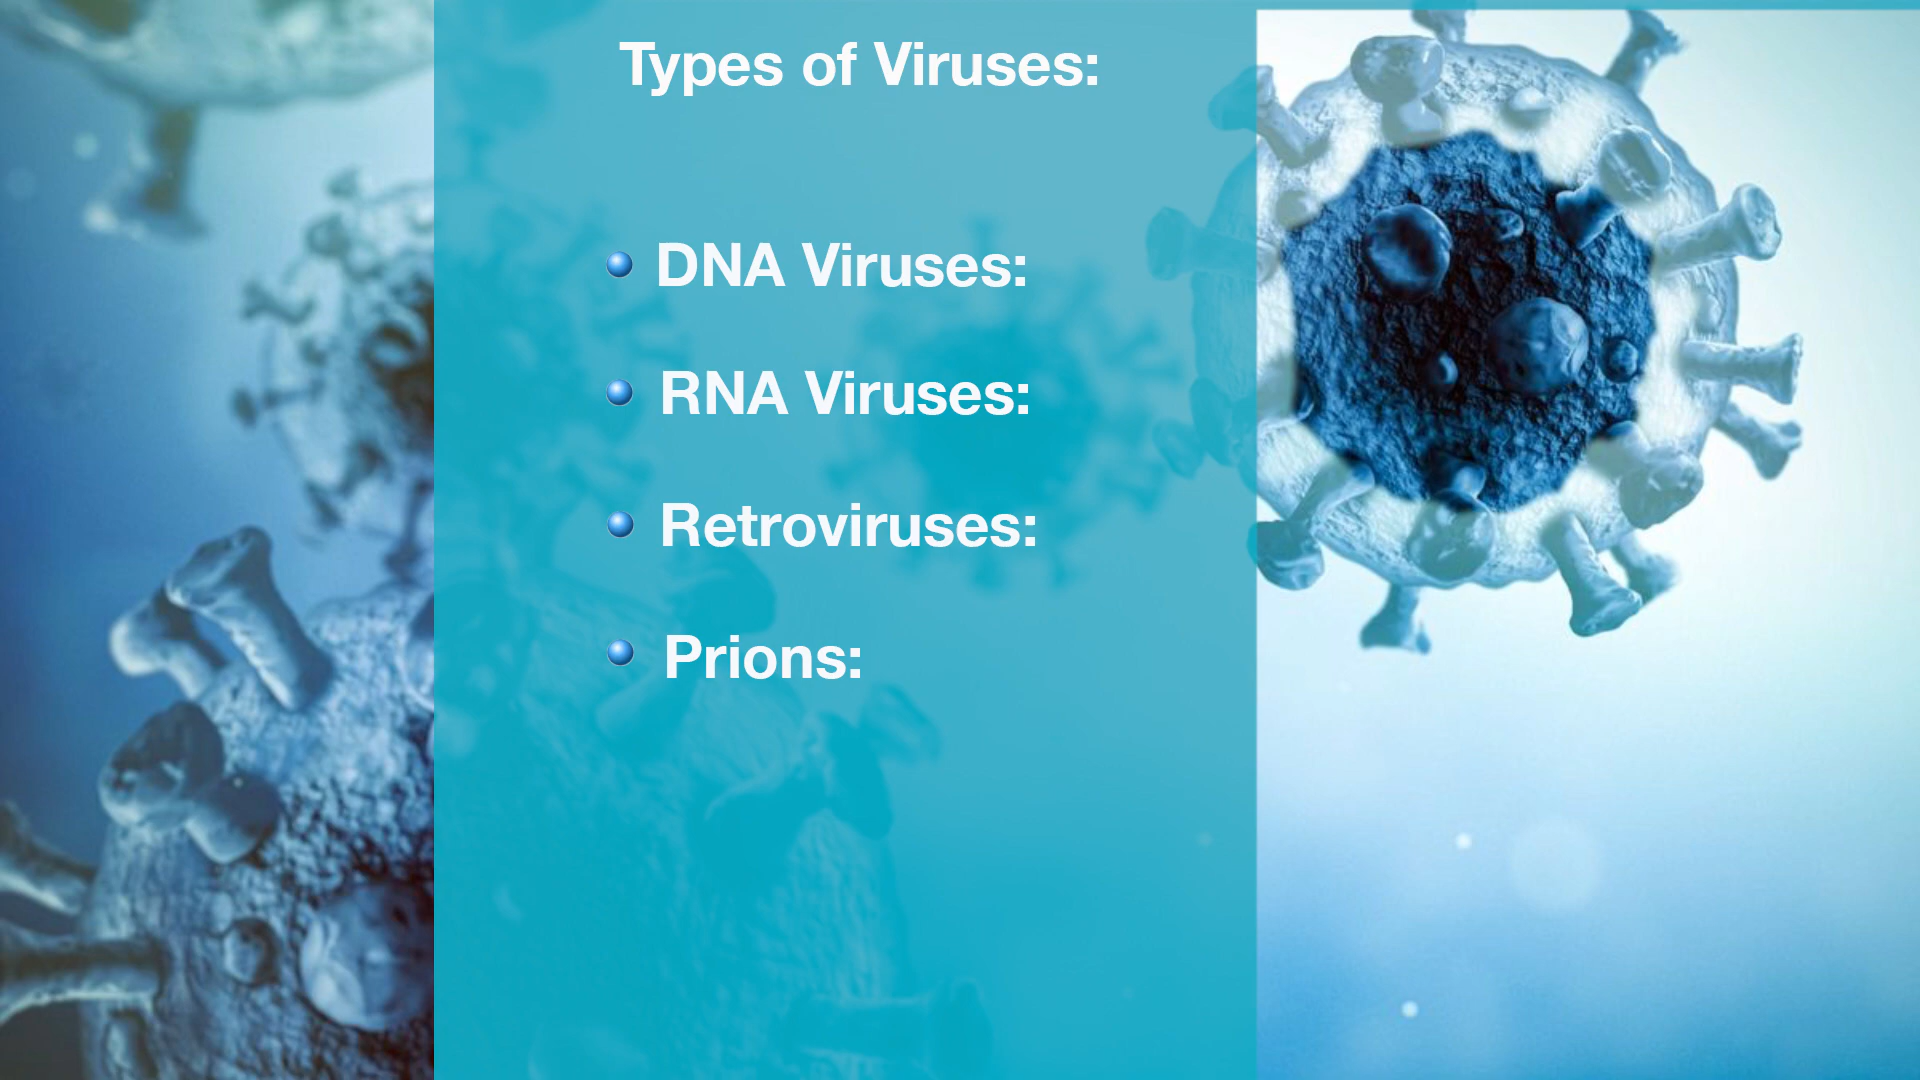 Types of Viruses:
DNA Viruses:
RNA Viruses:
Retroviruses:
Prions: